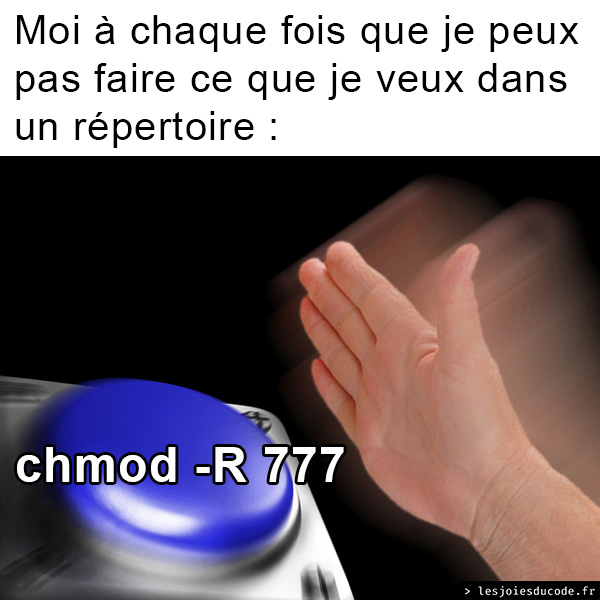 Moi à chaque fois que je peux
pas faire ce que je veux dans
un répertoire :
chmod -R 777
> lesjoiesducode.fr